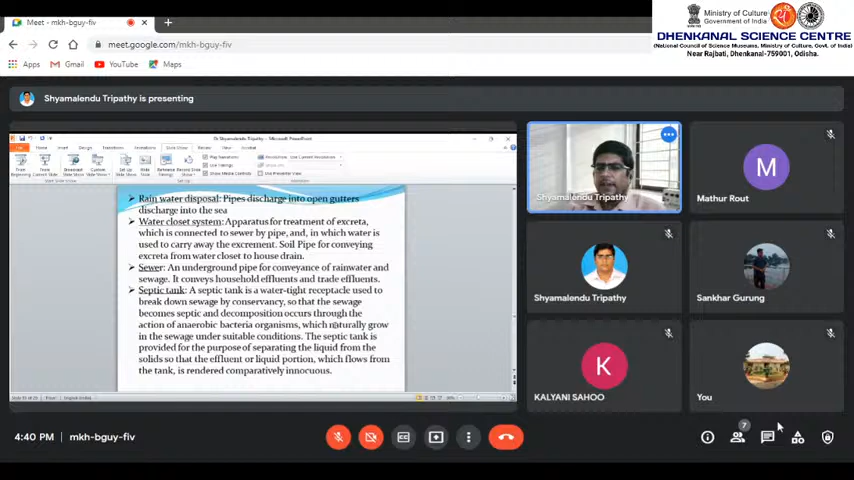 Meet - mkh-bguy-fiv
Ministry of Culture
Government of India
DHENKANAL SCIENCE CENTRE
(National Council of Science Museums, Ministry of Culture, Govt. of India)
Near Rajbati, Dhenkanal-759001, Odisha.
meet.google.com/mkh-bguy-fiv
Apps Gmail YouTube Maps
Shyamalendu Tripathy is presenting
Dr Shyamalendu Tripathy - Microsoft PowerPoint
Rain water disposal: Pipes discharge into open gutters
discharge into the sea
Water closet system: Apparatus for treatment of excreta,
which is connected to sewer by pipe, and, in which water is
used to carry away the excrement. Soil Pipe for conveying
excreta from water closet to house drain.
Sewer: An underground pipe for conveyance of rainwater and
sewage. It conveys household effluents and trade effluents.
Septic tank: A septic tank is a water-tight receptacle used to
break down sewage by conservancy, so that the sewage
becomes septic and decomposition occurs through the
action of anaerobic bacteria organisms, which naturally grow
in the sewage under suitable conditions. The septic tank is
provided for the purpose of separating the liquid from the
solids so that the effluent or liquid portion, which flows from
the tank, is rendered comparatively innocuous.
Shyamalendu Tripathy
M
Mathur Rout
Shyamalendu Tripathy
Sankhar Gurung
K
KALYANI SAHOO
You
4:40 PM | mkh-bguy-fiv
7